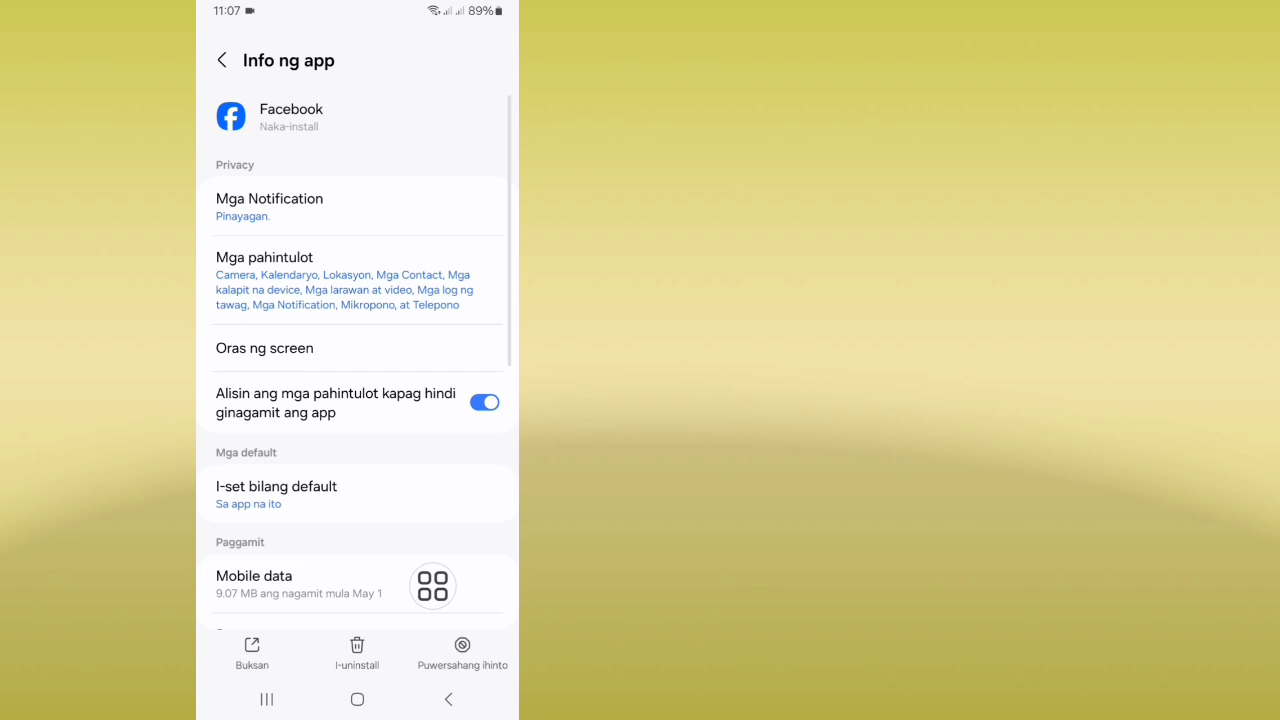 11:07
89%
Info ng app
Facebook
Naka-install
Privacy
Mga Notification
Pinayagan.
Mga pahintulot
Camera, Kalendaryo, Lokasyon, Mga Contact, Mga
kalapit na device, Mga larawan at video, Mga log ng
tawag, Mga Notification, Mikropono, at Telepono
Oras ng screen
Alisin ang mga pahintulot kapag hindi
ginagamit ang app
Mga default
I-set bilang default
Sa app na ito
Paggamit
Mobile data
9.07 MB ang nagamit mula May 1
Buksan
I-uninstall
Puwersahang ihinto